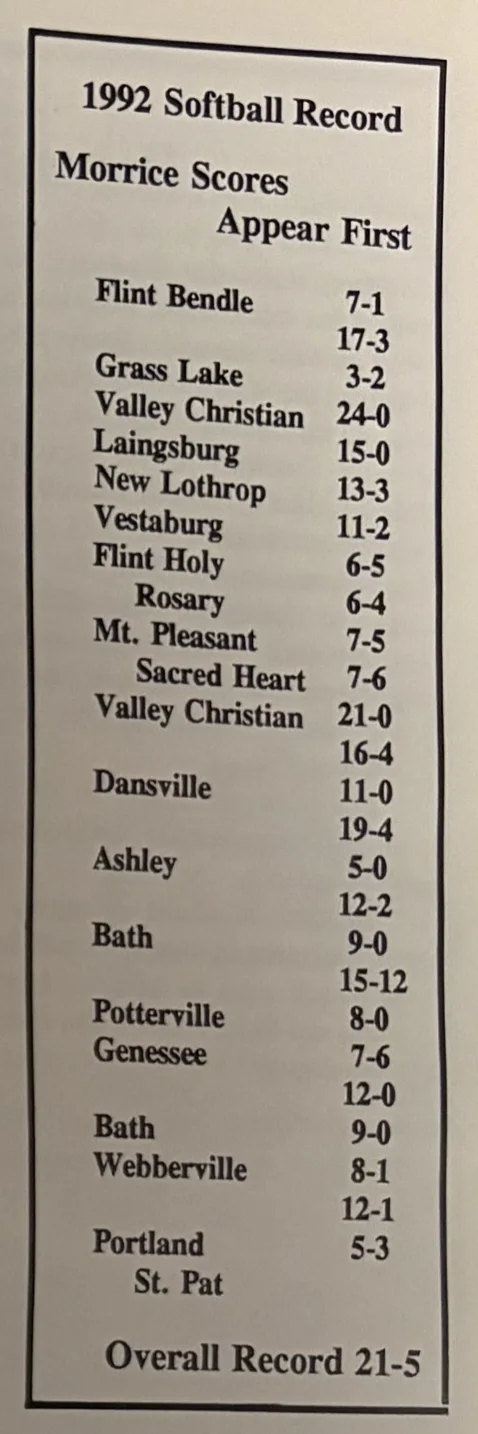 1992 Softball Record
Morrice Scores
Appear First
Flint Bendle 7-1
17-3
Grass Lake 3-2
Valley Christian 24-0
Laingsburg 15-0
New Lothrop 13-3
Vestaburg 11-2
Flint Holy 6-5
Rosary 6-4
Mt. Pleasant 7-5
Sacred Heart 7-6
Valley Christian 21-0
16-4
Dansville 11-0
19-4
Ashley 5-0
12-2
Bath 9-0
15-12
Potterville 8-0
Genessee 7-6
12-0
Bath 9-0
Webberville 8-1
12-1
Portland 5-3
St. Pat
Overall Record 21-5